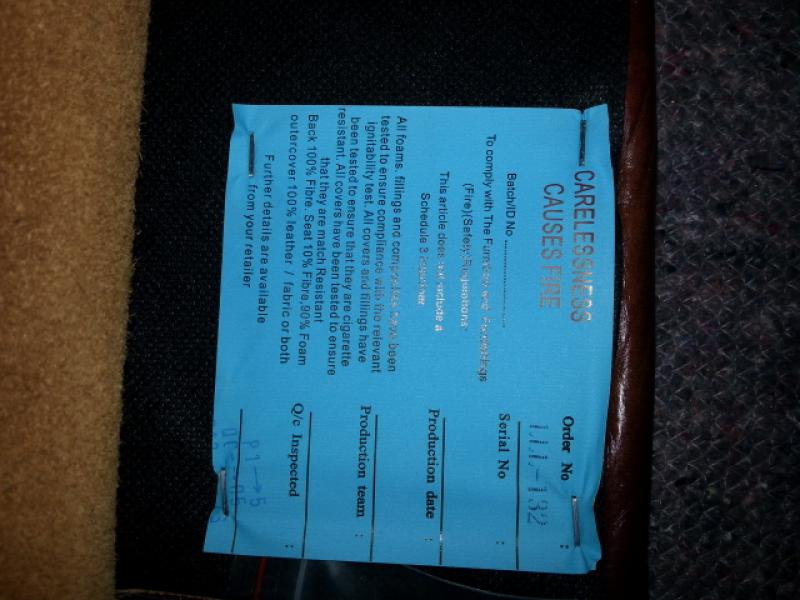 CARELESSNESS
CAUSES FIRE
Batch/ID No
To comply with The Furniture and Furnishings
(Fire)(Safety)Regulations
This article does not include a
Schedule 3 interliner
All foams, fillings and composites have been
tested to ensure compliance with the relevant
ignitability test. All covers and fillings have
been tested to ensure that they are cigarette
resistant. All covers have been tested to ensure
that they are match Resistant
Back 100% Fibre. Seat 10% Fibre,90% Foam
outercover 100% leather / fabric or both
Further details are available
from your retailer
Order No :
111-132
Serial No :
Production date :
Production team :
Q/c Inspected :
P1→5